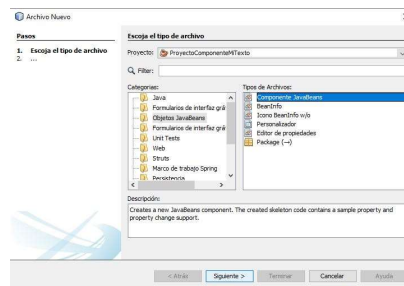 Archivo Nuevo
Pasos
1. Escoja el tipo de archivo
2. ...
Escoja el tipo de archivo
Proyecto: ProyectoComponenteMiTexto
Filter:
Categorías:
Java
Formularios de interfaz grá
Objetos JavaBeans
Formularios de interfaz grá
Unit Tests
Web
Struts
Marco de trabajo Spring
Persistencia
Tipos de Archivos:
Componente JavaBeans
BeanInfo
Icono BeanInfo w/o
Personalizador
Editor de propiedades
Package (→)
Descripción:
Creates a new JavaBeans component. The created skeleton code contains a sample property and
property change support.
< Atrás
Siguiente >
Terminar
Cancelar
Ayuda